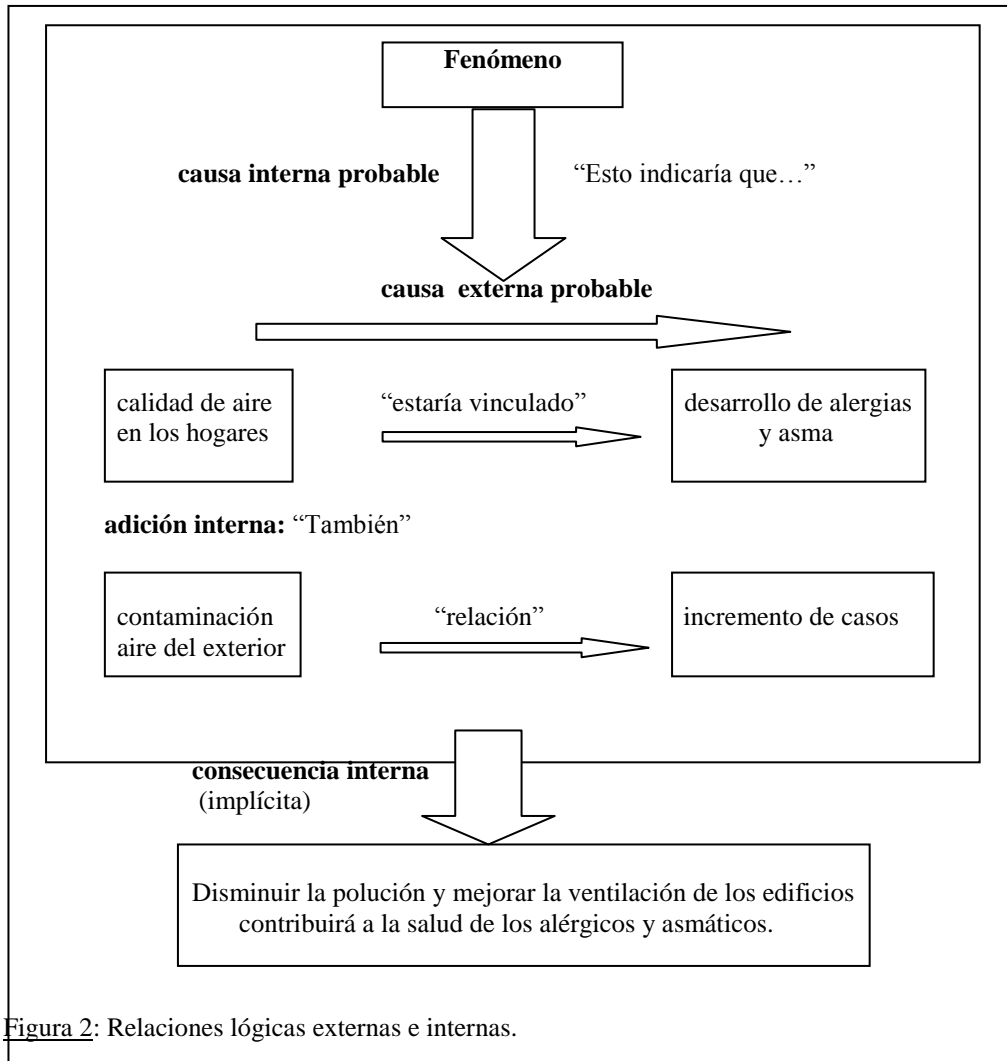 Fenómeno
causa interna probable “Esto indicaría que…”
causa externa probable
calidad de aire “estaría vinculado” desarrollo de alergias
en los hogares y asma
adición interna: “También”
contaminación “relación” incremento de casos
aire del exterior
consecuencia interna
(implícita)
Disminuir la polución y mejorar la ventilación de los edificios
contribuirá a la salud de los alérgicos y asmáticos.
Figura 2: Relaciones lógicas externas e internas.